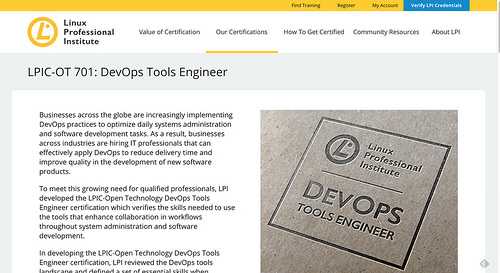 Find Training Register My Account Verify LPI Credentials
Linux
Professional
Institute
Value of Certification Our Certifications How To Get Certified Community Resources About LPI
LPIC-OT 701: DevOps Tools Engineer
Businesses across the globe are increasingly implementing
DevOps practices to optimize daily systems administration
and software development tasks. As a result, businesses
across industries are hiring IT professionals that can
effectively apply DevOps to reduce delivery time and
improve quality in the development of new software
products.
To meet this growing need for qualified professionals, LPI
developed the LPIC-Open Technology DevOps Tools
Engineer certification which verifies the skills needed to use
the tools that enhance collaboration in workflows
throughout system administration and software
development.
In developing the LPIC-Open Technology DevOps Tools
Engineer certification, LPI reviewed the DevOps tools
landscape and defined a set of essential skills when
Linux
Professional
Institute
DEVOPS
TOOLS ENGINEER